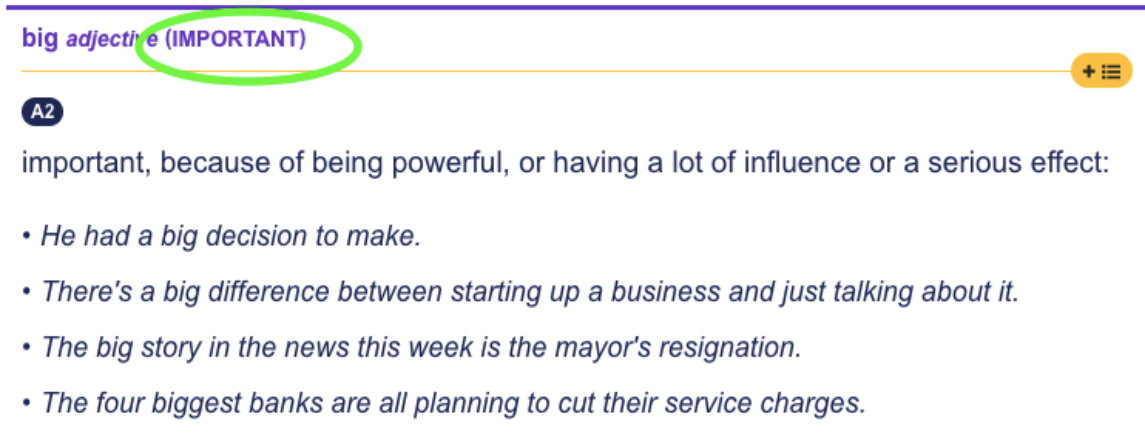 big adjective (IMPORTANT)
A2
important, because of being powerful, or having a lot of influence or a serious effect:
• He had a big decision to make.
• There's a big difference between starting up a business and just talking about it.
• The big story in the news this week is the mayor's resignation.
• The four biggest banks are all planning to cut their service charges.